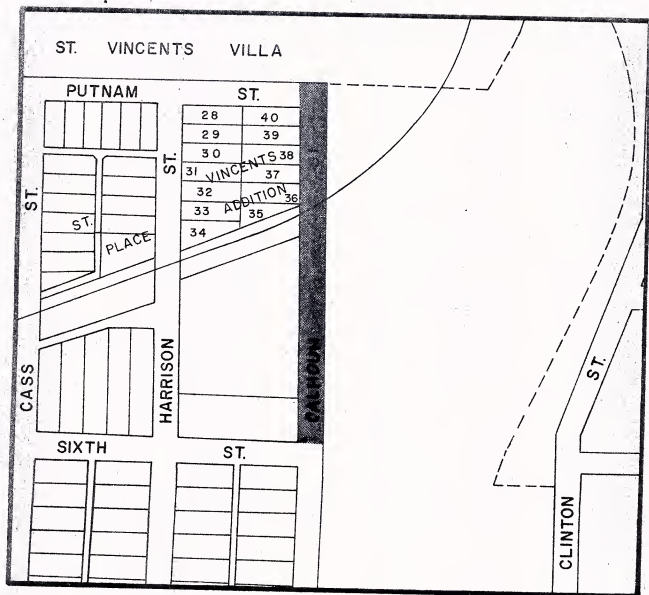 ST. VINCENTS VILLA
PUTNAM ST.
28 40
29 39
30 38
31 VINCENTS 37
32 ADDITION 36
33 35
34
ST.
ST.
ST. PLACE
CASS
HARRISON
CALHOUN
SIXTH ST.
ST.
CLINTON